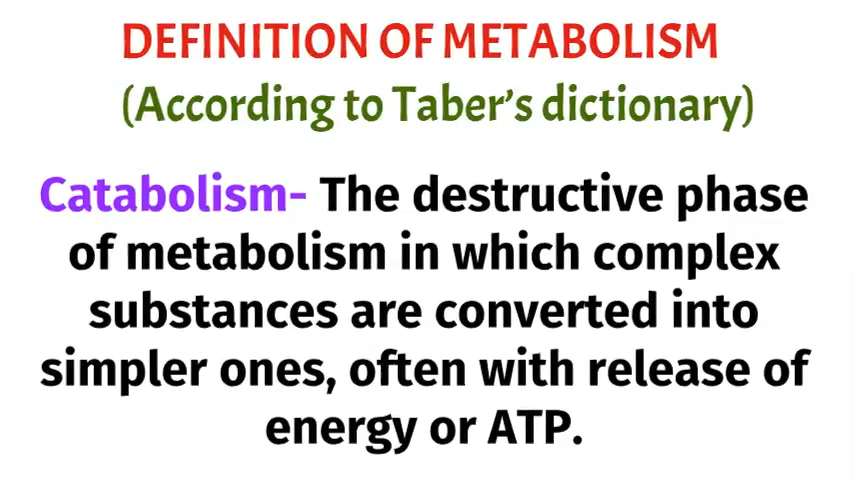 DEFINITION OF METABOLISM
(According to Taber's dictionary)
Catabolism- The destructive phase
of metabolism in which complex
substances are converted into
simpler ones, often with release of
energy or ATP.